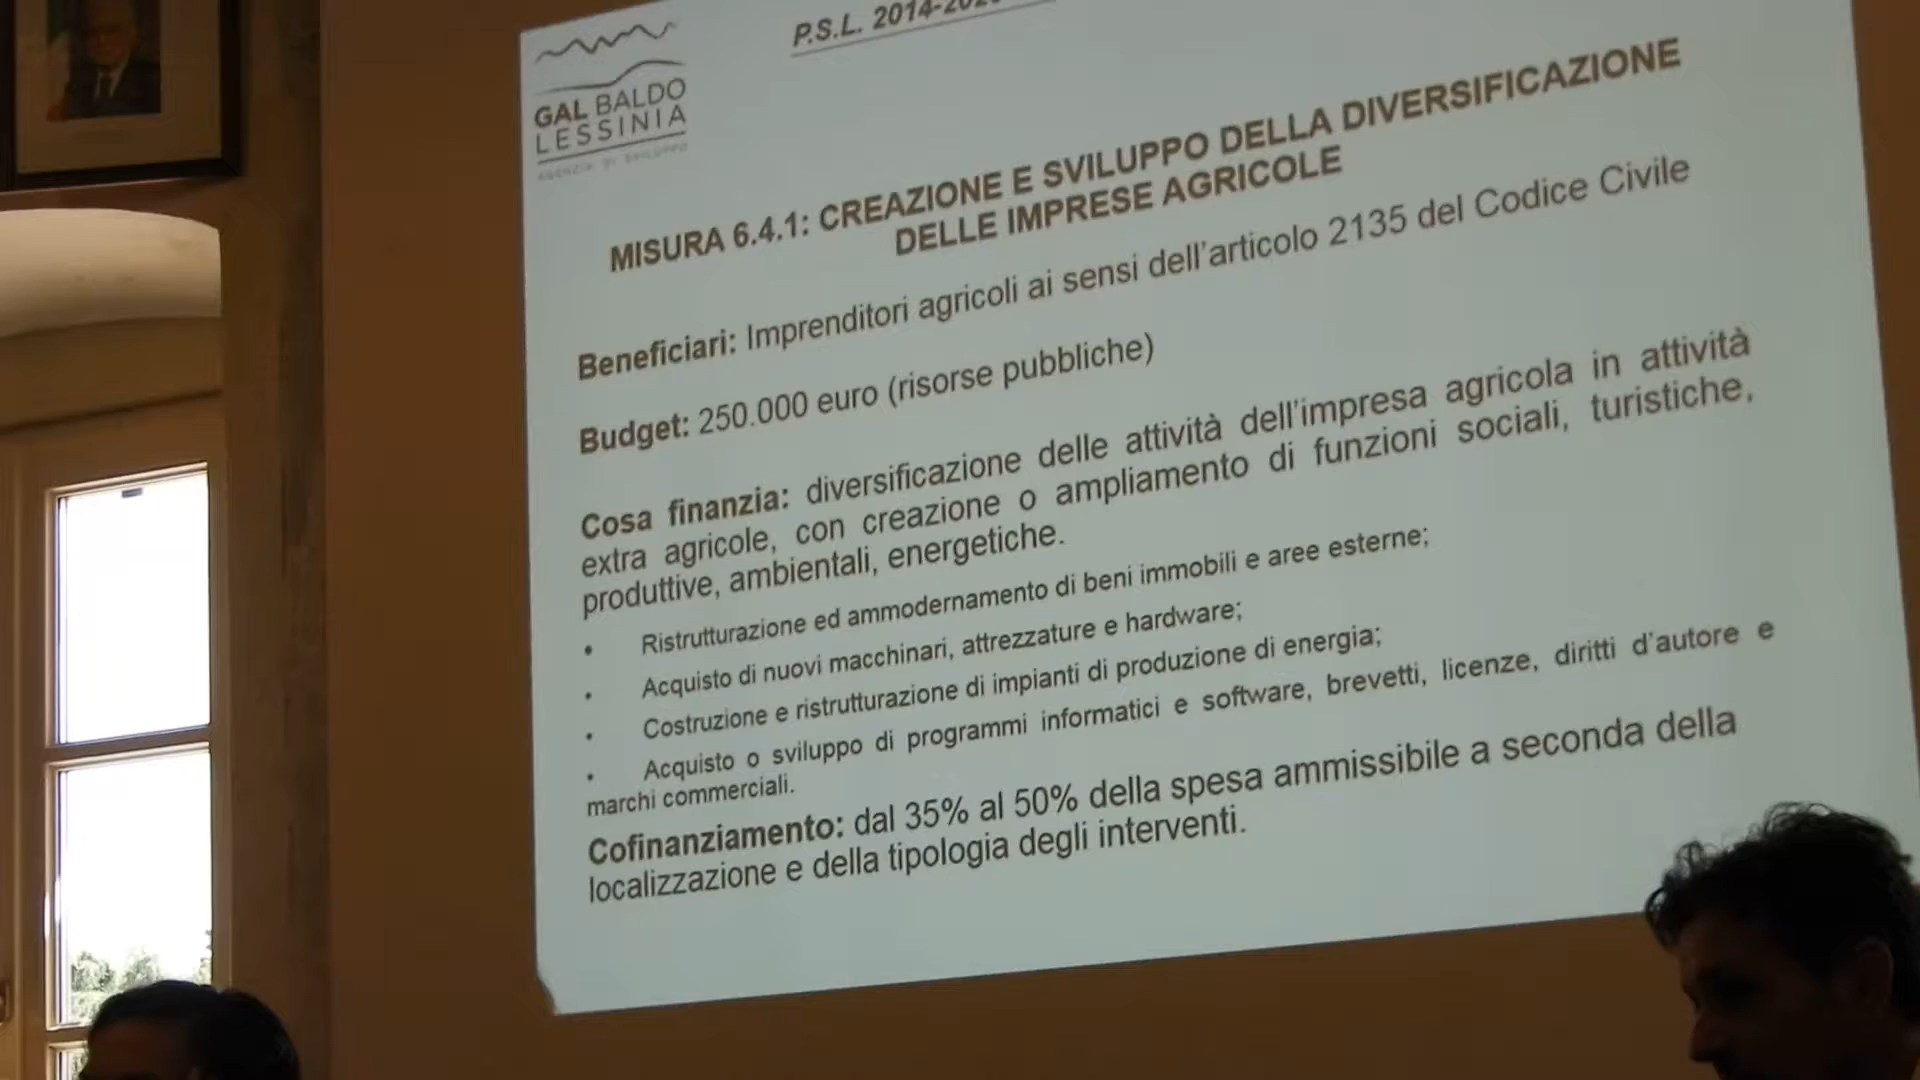 P.S.L. 2014-2020
GAL BALDO
LESSINIA
AGENZIA DI SVILUPPO
MISURA 6.4.1: CREAZIONE E SVILUPPO DELLA DIVERSIFICAZIONE
DELLE IMPRESE AGRICOLE
Beneficiari: Imprenditori agricoli ai sensi dell'articolo 2135 del Codice Civile
Budget: 250.000 euro (risorse pubbliche)
Cosa finanzia: diversificazione delle attività dell'impresa agricola in attività
extra agricole, con creazione o ampliamento di funzioni sociali, turistiche,
produttive, ambientali, energetiche.
• Ristrutturazione ed ammodernamento di beni immobili e aree esterne;
• Acquisto di nuovi macchinari, attrezzature e hardware;
• Costruzione e ristrutturazione di impianti di produzione di energia;
• Acquisto o sviluppo di programmi informatici e software, brevetti, licenze, diritti d'autore e
marchi commerciali.
Cofinanziamento: dal 35% al 50% della spesa ammissibile a seconda della
localizzazione e della tipologia degli interventi.